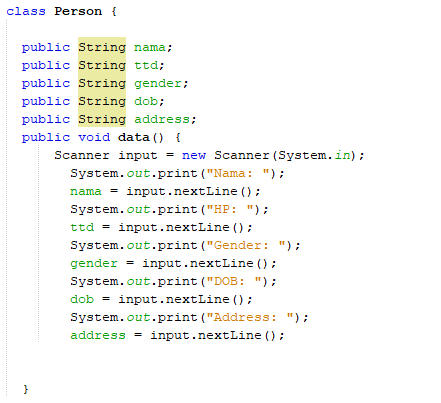 class Person {
public String nama;
public String ttd;
public String gender;
public String dob;
public String address;
public void data() {
Scanner input = new Scanner(System.in);
System.out.print("Nama: ");
nama = input.nextLine();
System.out.print("HP: ");
ttd = input.nextLine();
System.out.print("Gender: ");
gender = input.nextLine();
System.out.print("DOB: ");
dob = input.nextLine();
System.out.print("Address: ");
address = input.nextLine();
}